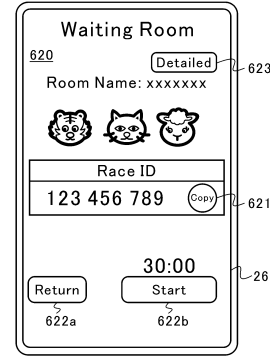 Waiting Room
620
Detailed
623
Room Name: xxxxxxx
Race ID
123 456 789
Copy
621
30:00
26
Return
Start
622a
622b